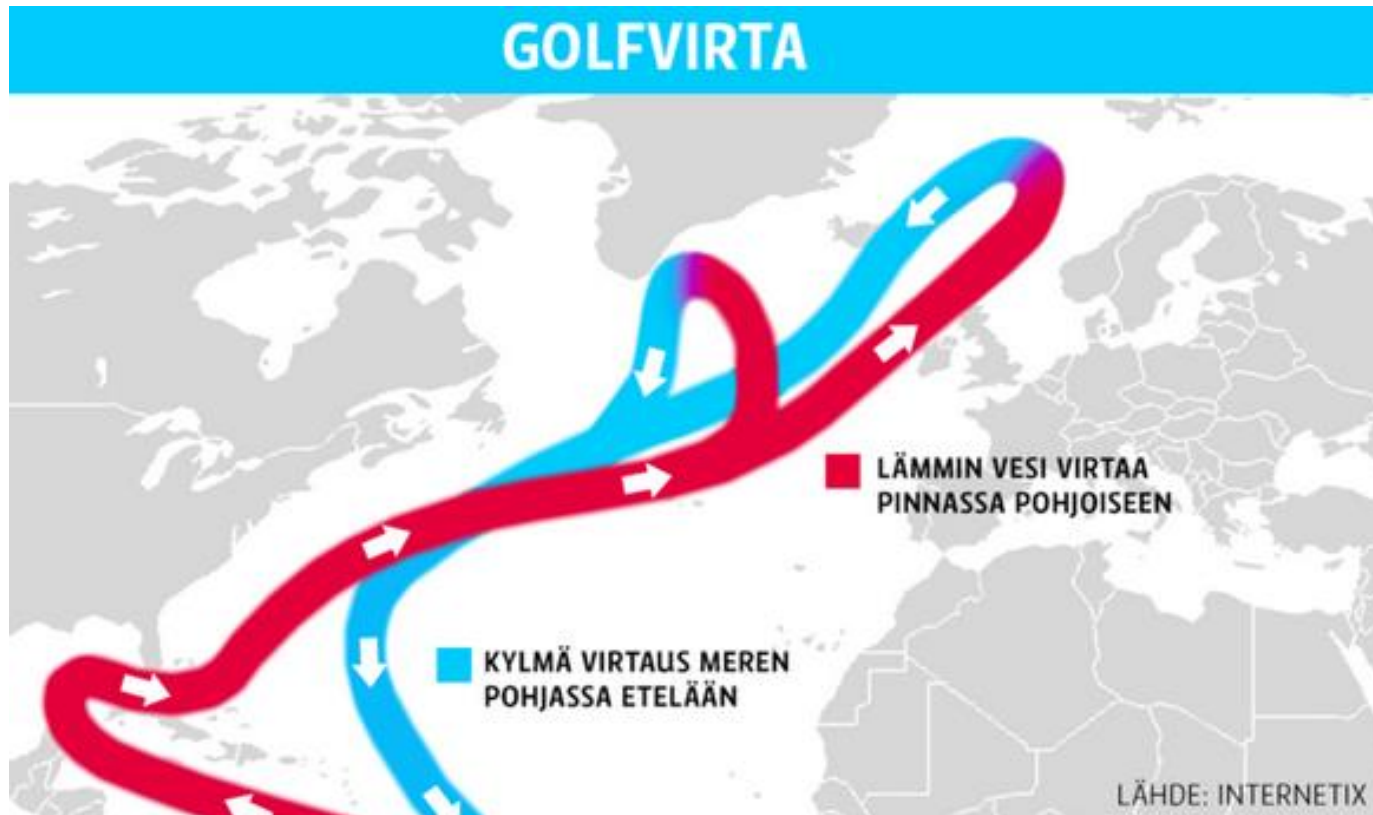 GOLFVIRTA
LÄMMIN VESI VIRTAA
PINNASSA POHJOISEEN
KYLMÄ VIRTAUS MEREN
POHJASSA ETELÄÄN
LÄHDE: INTERNETIX